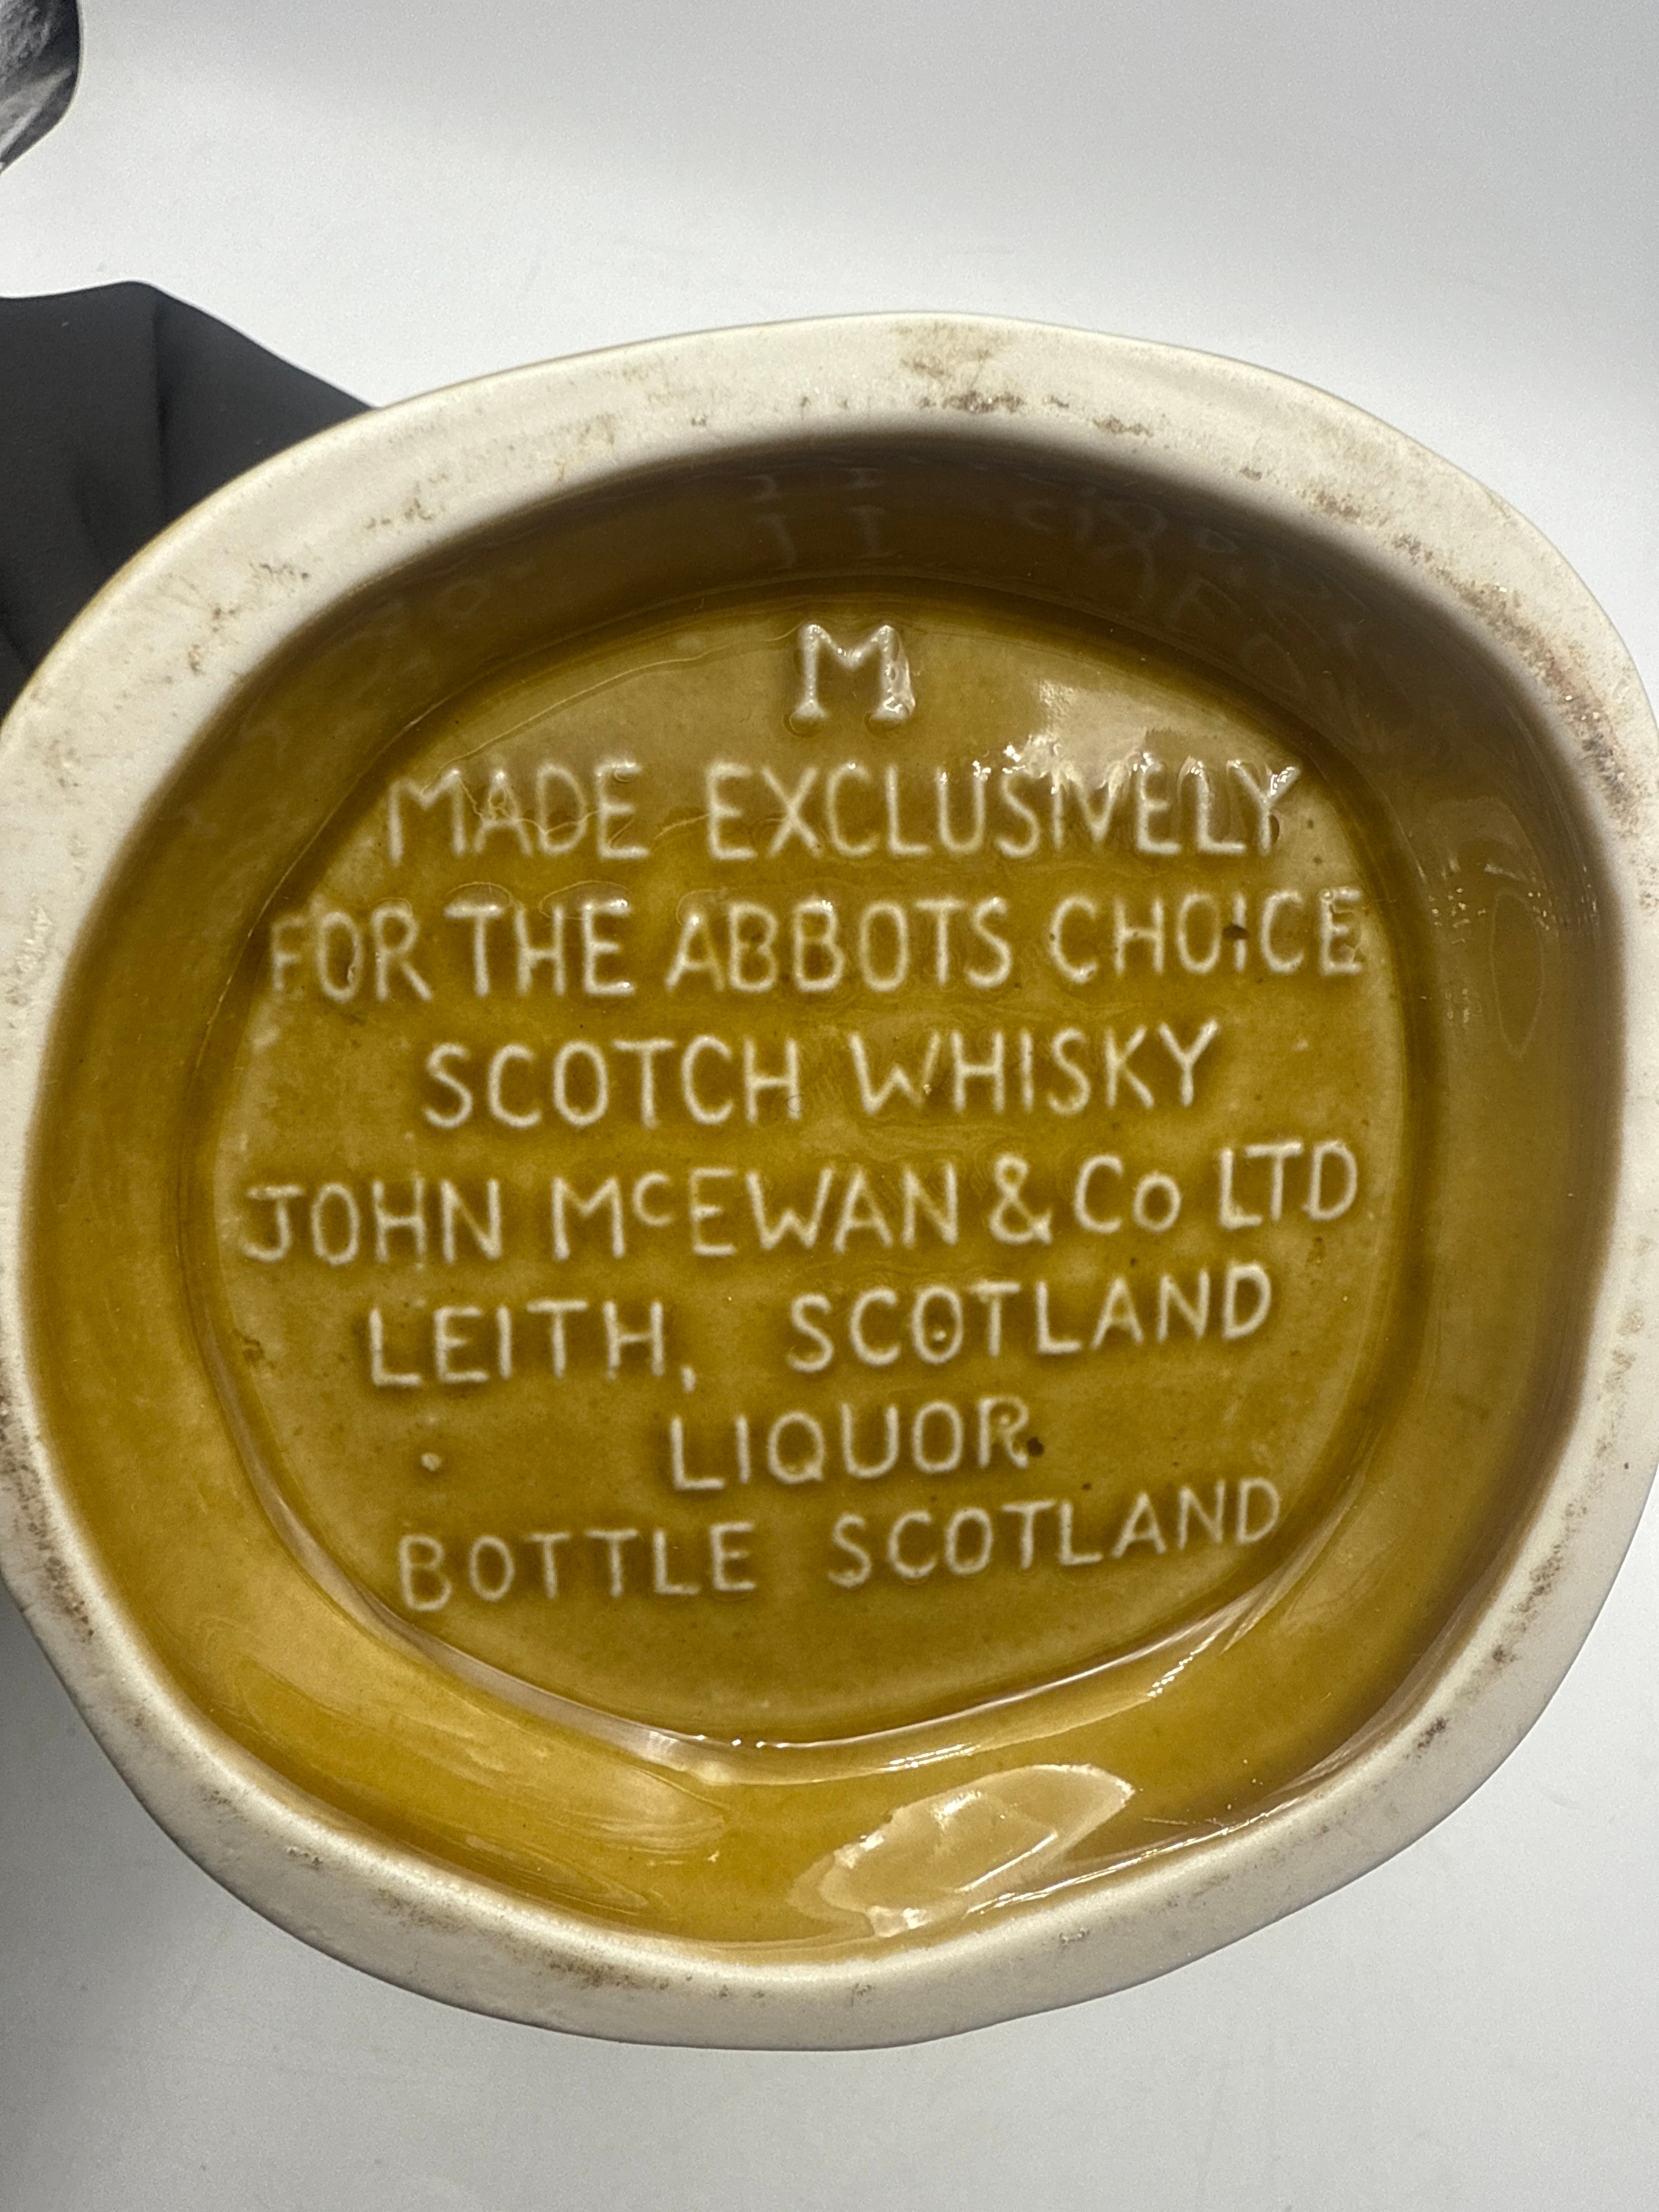 M
MADE EXCLUSIVELY
FOR THE ABBOTS CHOICE
SCOTCH WHISKY
JOHN McEWAN & Co LTD
LEITH, SCOTLAND
LIQUOR
BOTTLE SCOTLAND